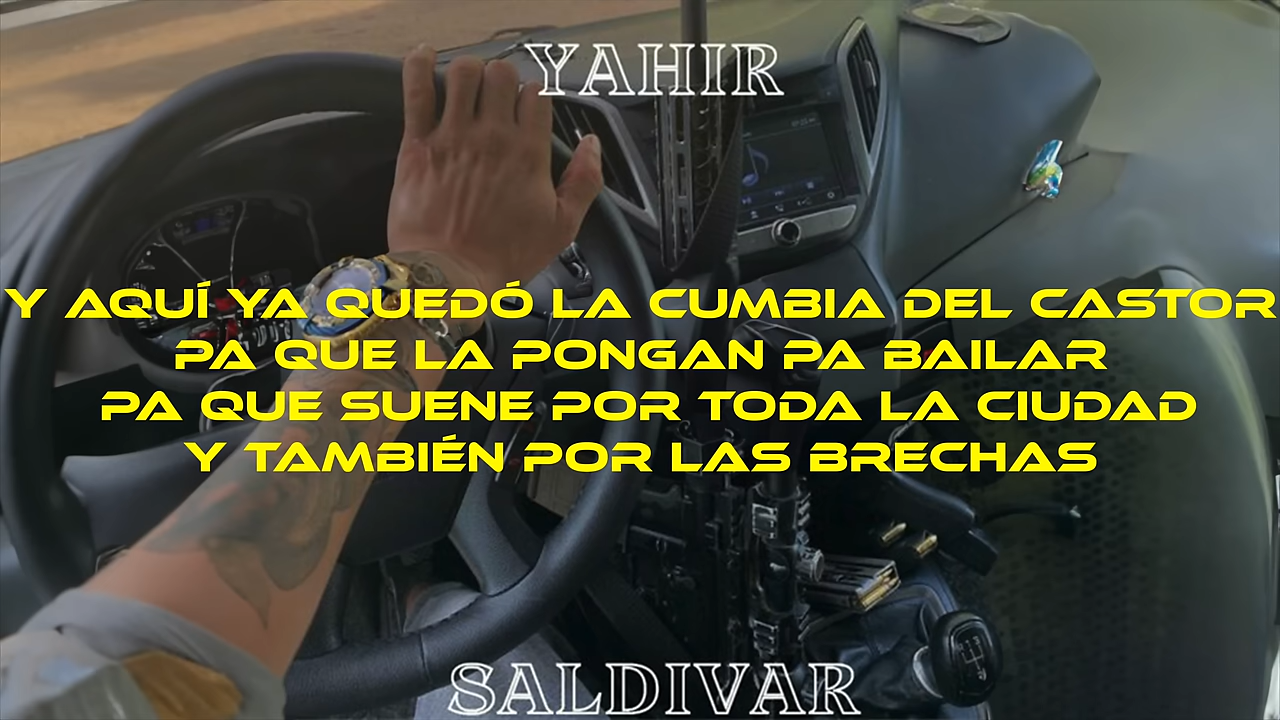 YAHIR
Y AQUÍ YA QUEDÓ LA CUMBIA DEL CASTOR
PA QUE LA PONGAN PA BAILAR
PA QUE SUENE POR TODA LA CIUDAD
Y TAMBIÉN POR LAS BRECHAS
SALDIVAR